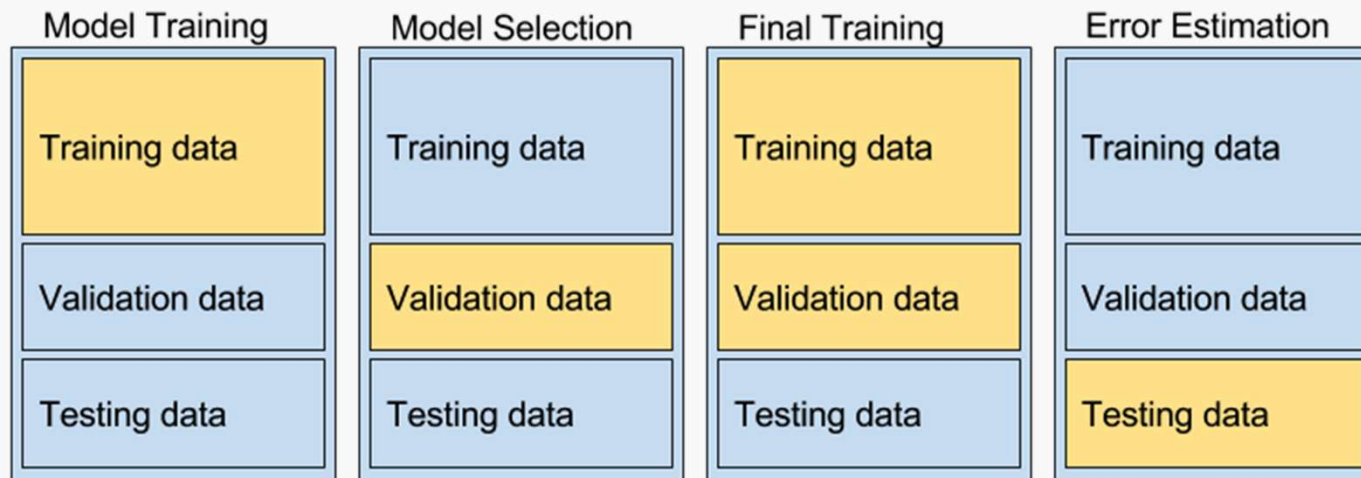 Model Training
Training data
Validation data
Testing data
Model Selection
Training data
Validation data
Testing data
Final Training
Training data
Validation data
Testing data
Error Estimation
Training data
Validation data
Testing data